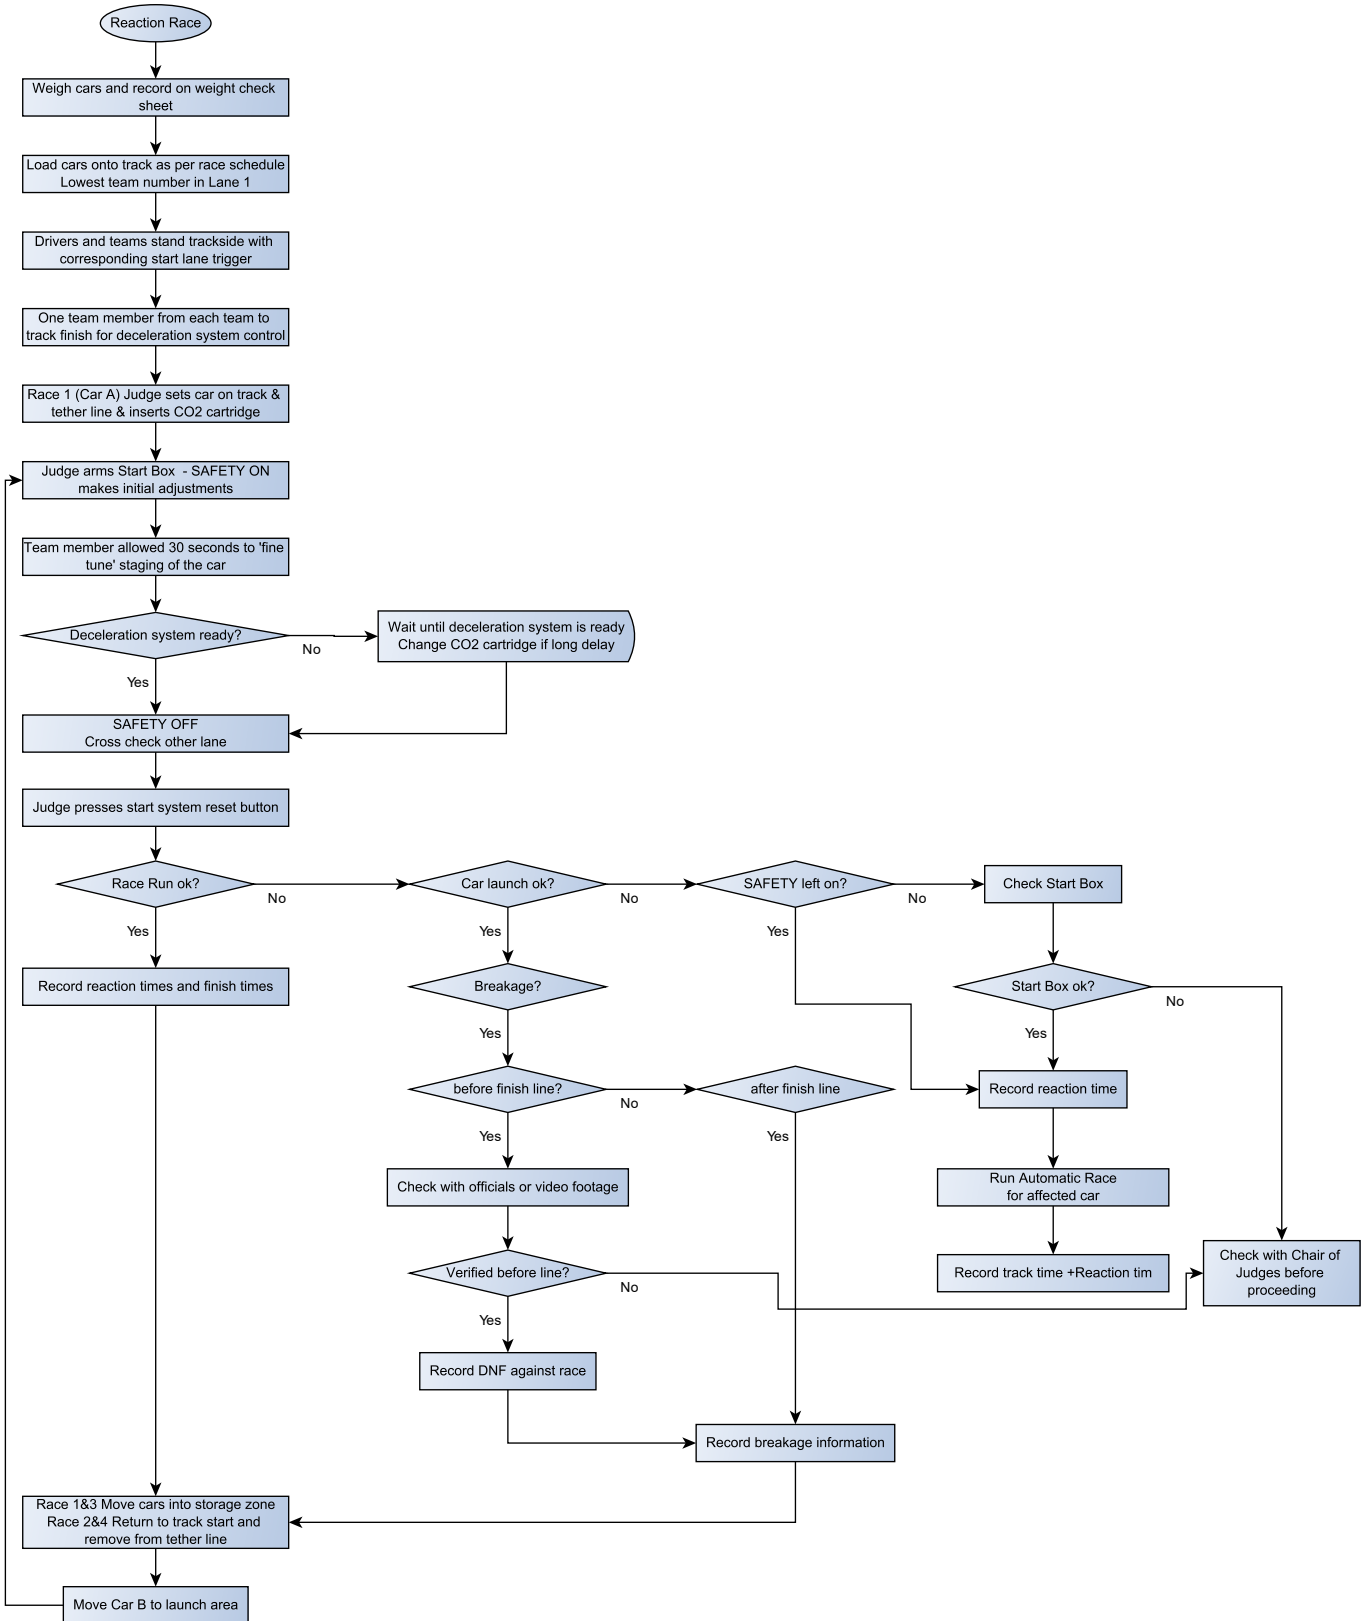 Reaction Race
Weigh cars and record on weight check
sheet
Load cars onto track as per race schedule
Lowest team number in Lane 1
Drivers and teams stand trackside with
corresponding start lane trigger
One team member from each team to
track finish for deceleration system control
Race 1 (Car A) Judge sets car on track &
tether line & inserts CO2 cartridge
Judge arms Start Box - SAFETY ON
makes initial adjustments
Team member allowed 30 seconds to 'fine
tune' staging of the car
Deceleration system ready?
No
Wait until deceleration system is ready
Change CO2 cartridge if long delay
Yes
SAFETY OFF
Cross check other lane
Judge presses start system reset button
Race Run ok?
No
Car launch ok?
No
SAFETY left on?
No
Check Start Box
Yes
Yes
Yes
Record reaction times and finish times
Breakage?
Start Box ok?
No
Yes
Yes
before finish line?
No
after finish line
Record reaction time
Yes
Yes
Check with officials or video footage
Run Automatic Race
for affected car
Verified before line?
No
Record track time +Reaction tim
Check with Chair of
Judges before
proceeding
Yes
Record DNF against race
Record breakage information
Race 1&3 Move cars into storage zone
Race 2&4 Return to track start and
remove from tether line
Move Car B to launch area